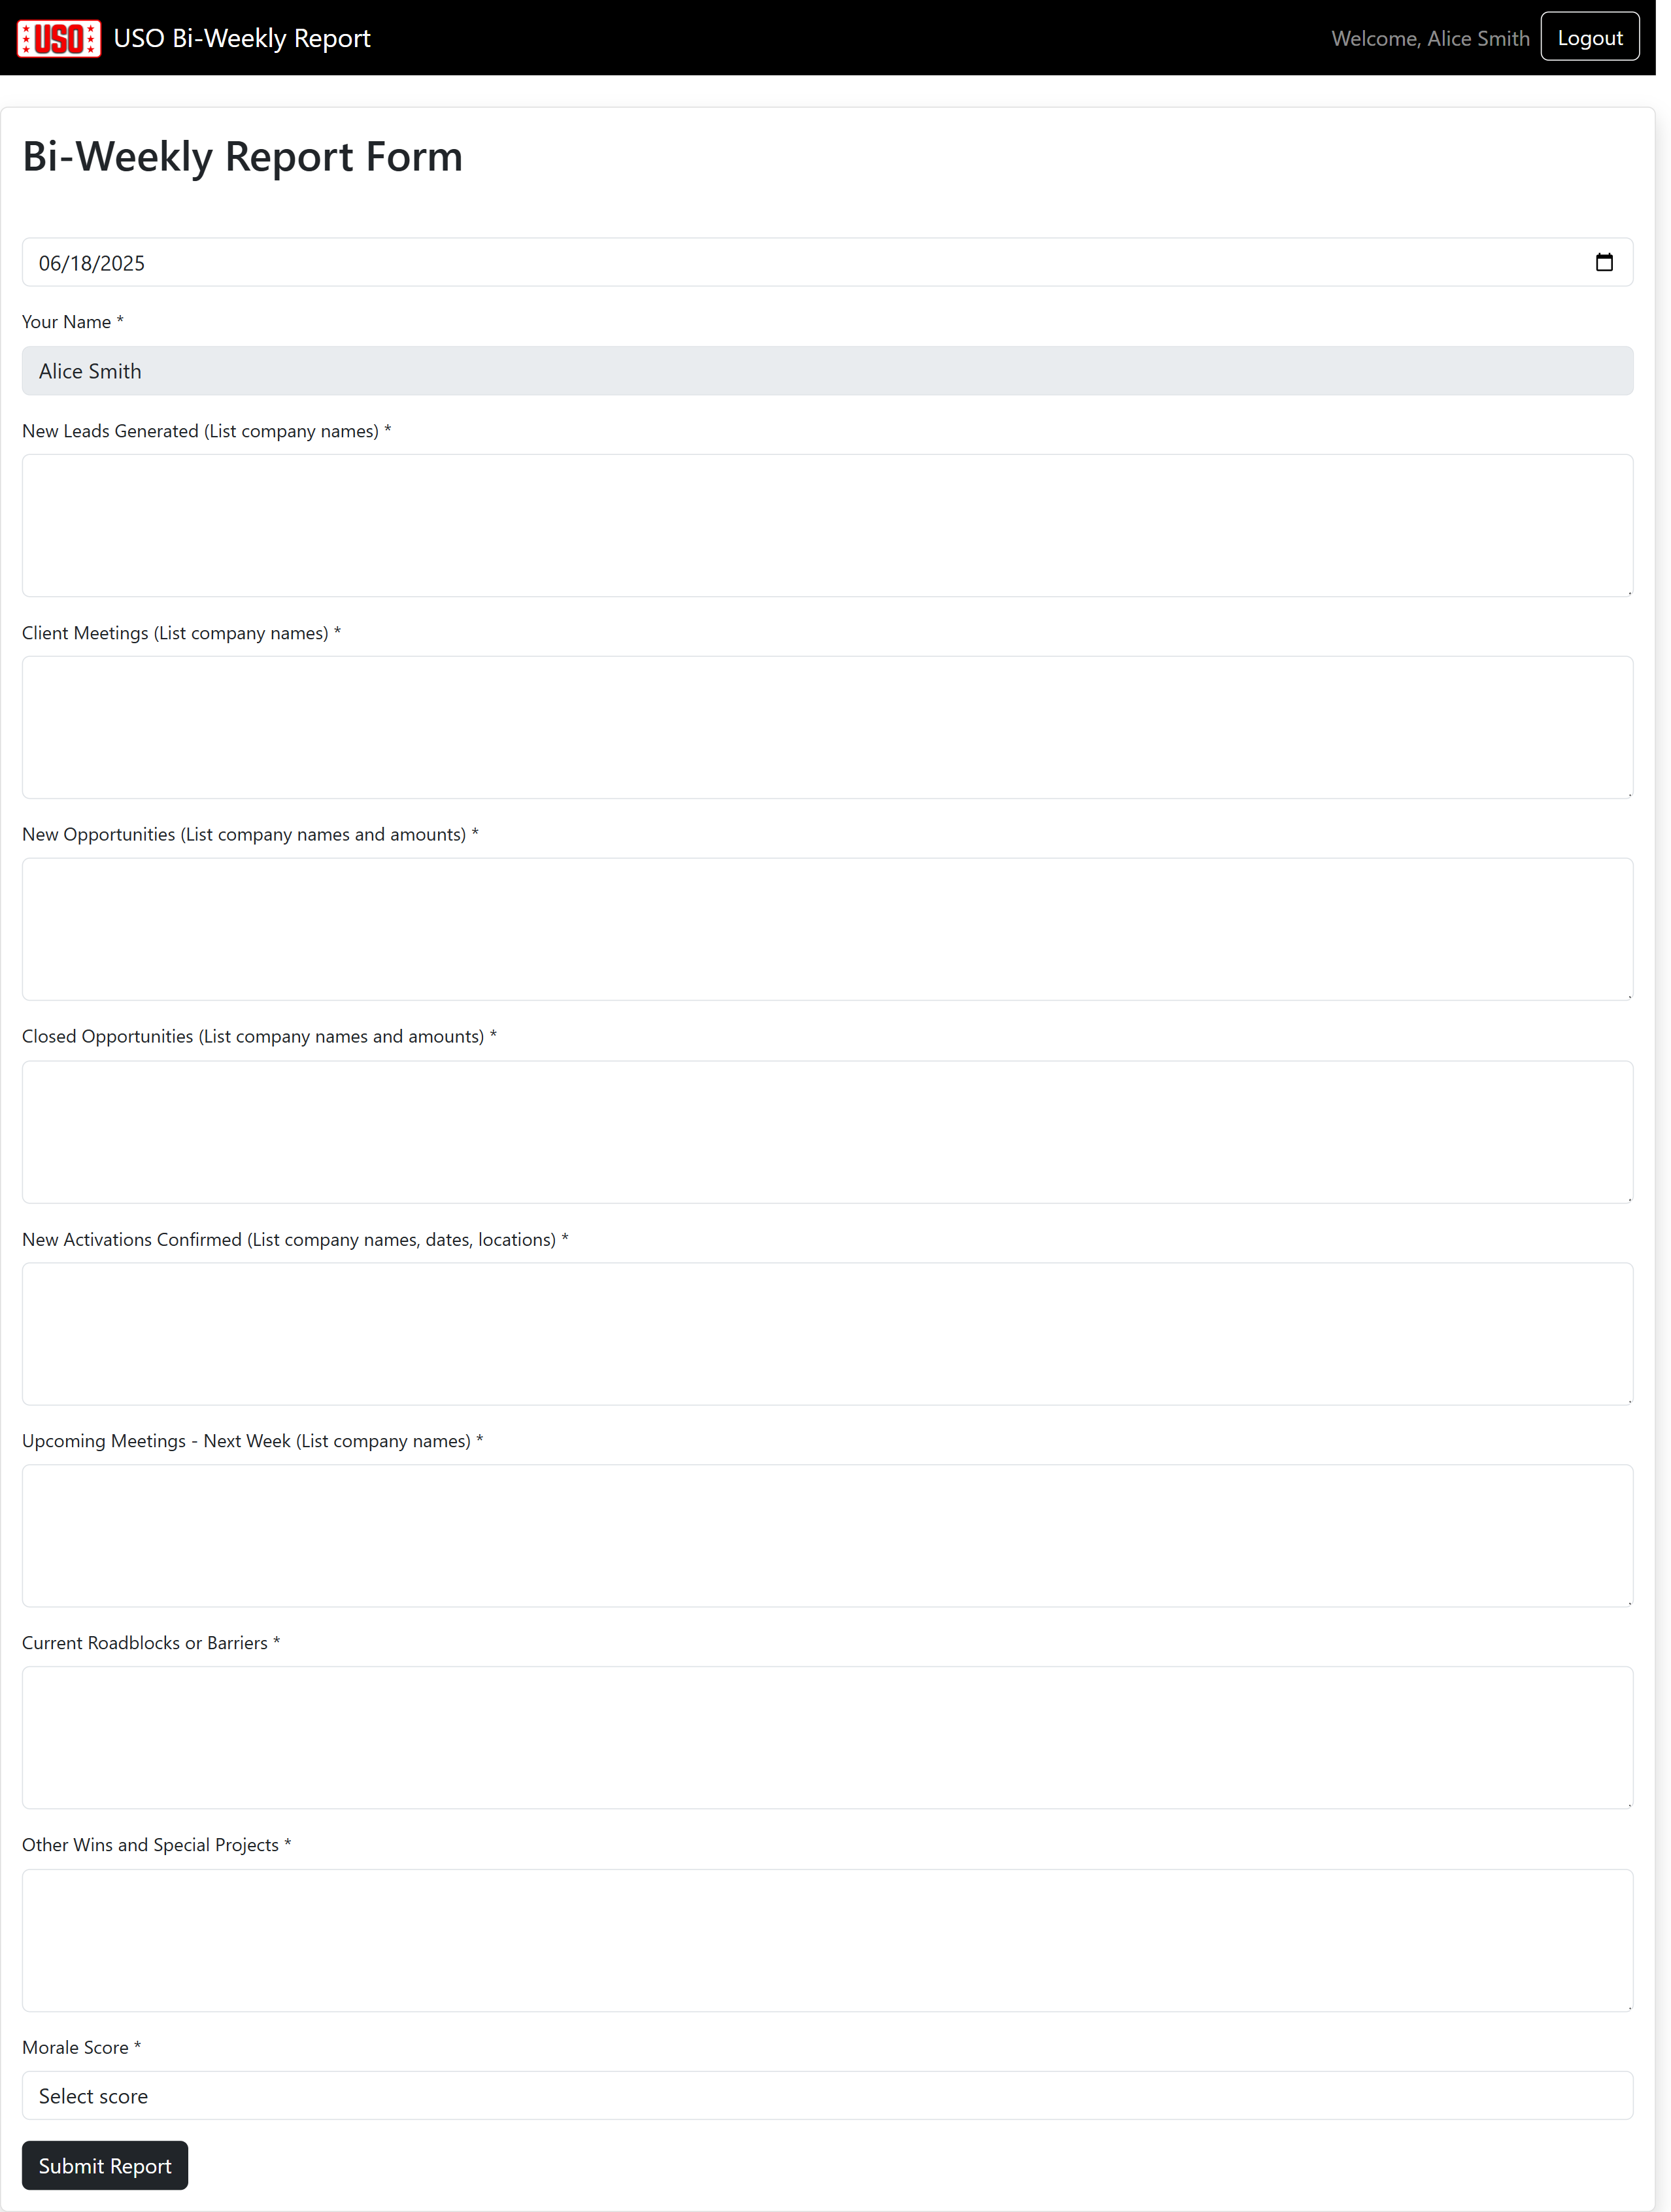 USO
USO Bi-Weekly Report
Welcome, Alice Smith
Logout
Bi-Weekly Report Form
06/18/2025
Your Name *
Alice Smith
New Leads Generated (List company names) *
Client Meetings (List company names) *
New Opportunities (List company names and amounts) *
Closed Opportunities (List company names and amounts) *
New Activations Confirmed (List company names, dates, locations) *
Upcoming Meetings - Next Week (List company names) *
Current Roadblocks or Barriers *
Other Wins and Special Projects *
Morale Score *
Select score
Submit Report